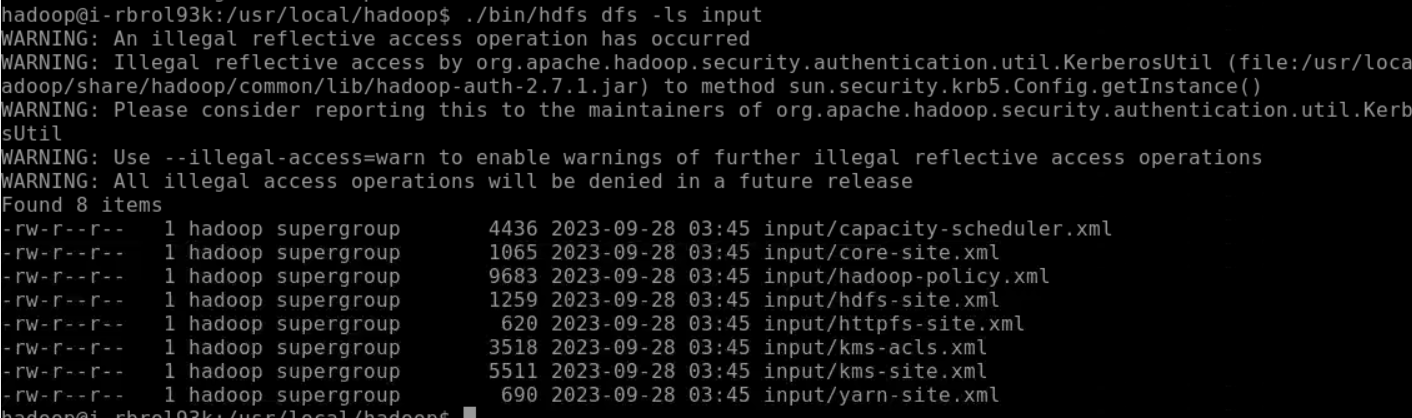 hadoop@i-rbrol93k:/usr/local/hadoop$ ./bin/hdfs dfs -ls input
WARNING: An illegal reflective access operation has occurred
WARNING: Illegal reflective access by org.apache.hadoop.security.authentication.util.KerberosUtil (file:/usr/loca
adoop/share/hadoop/common/lib/hadoop-auth-2.7.1.jar) to method sun.security.krb5.Config.getInstance()
WARNING: Please consider reporting this to the maintainers of org.apache.hadoop.security.authentication.util.Kerb
sUtil
WARNING: Use --illegal-access=warn to enable warnings of further illegal reflective access operations
WARNING: All illegal access operations will be denied in a future release
Found 8 items
-rw-r--r--   1 hadoop supergroup       4436 2023-09-28 03:45 input/capacity-scheduler.xml
-rw-r--r--   1 hadoop supergroup       1065 2023-09-28 03:45 input/core-site.xml
-rw-r--r--   1 hadoop supergroup       9683 2023-09-28 03:45 input/hadoop-policy.xml
-rw-r--r--   1 hadoop supergroup       1259 2023-09-28 03:45 input/hdfs-site.xml
-rw-r--r--   1 hadoop supergroup        620 2023-09-28 03:45 input/httpfs-site.xml
-rw-r--r--   1 hadoop supergroup       3518 2023-09-28 03:45 input/kms-acls.xml
-rw-r--r--   1 hadoop supergroup       5511 2023-09-28 03:45 input/kms-site.xml
-rw-r--r--   1 hadoop supergroup        690 2023-09-28 03:45 input/yarn-site.xml
hadoop@i-rbrol93k:/usr/local/hadoop$